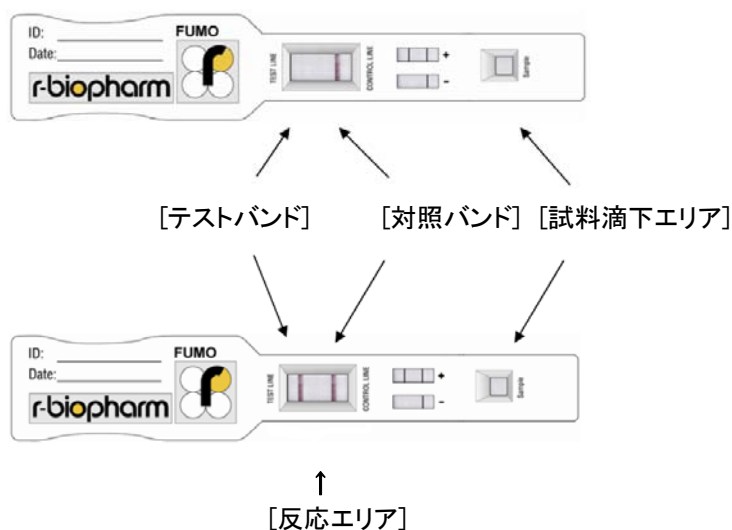 ID:
FUMO
Date:
r-biopharm
TEST LINE
CONTROL LINE
+
-
Sample
[テストバンド]
[対照バンド]
[試料滴下エリア]
ID:
FUMO
Date:
r-biopharm
TEST LINE
CONTROL LINE
+
-
Sample
↑
[反応エリア]